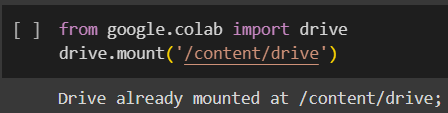 [ ] from google.colab import drive
drive.mount('/content/drive')
Drive already mounted at /content/drive;